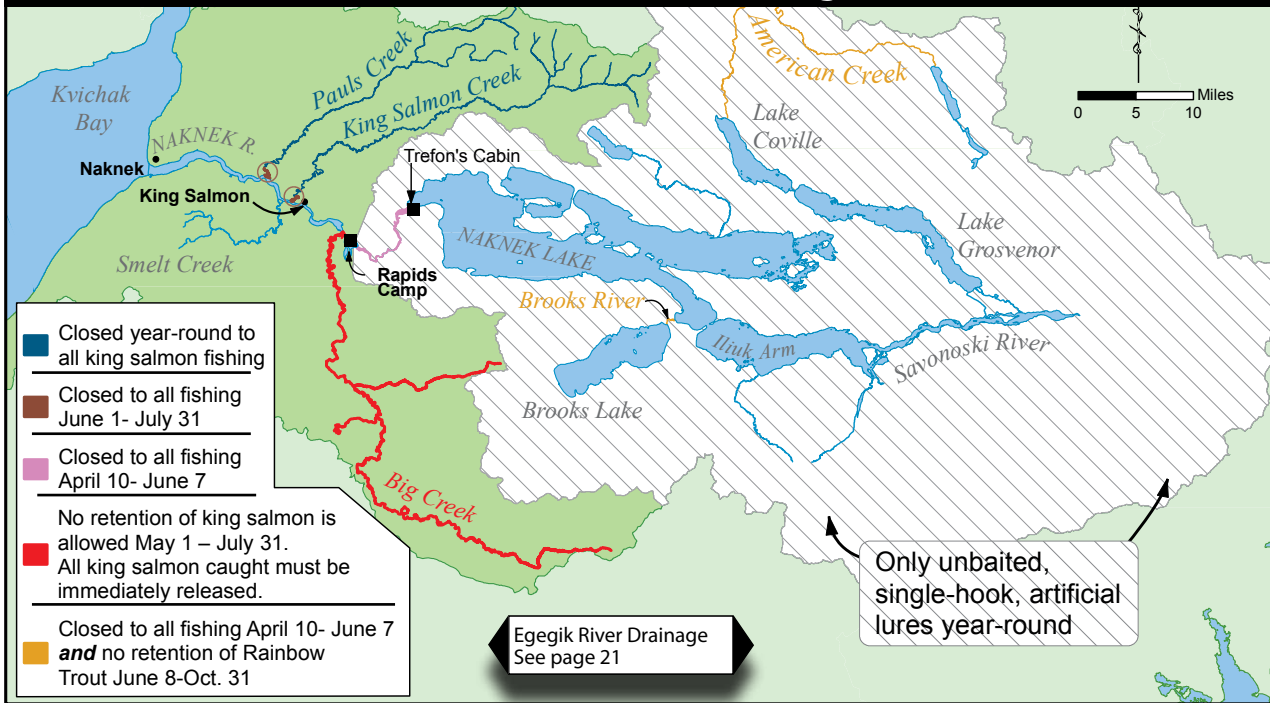 Pauls Creek
King Salmon Creek
American Creek
Miles
0 5 10
Kvichak
Bay
NAKNEK R.
Naknek
King Salmon
Trefon's Cabin
Lake
Coville
Lake
Grosvenor
NAKNEK LAKE
Smelt Creek
Rapids
Camp
Brooks River
Iliuk Arm
Savonoski River
Brooks Lake
Big Creek
Closed year-round to
all king salmon fishing
Closed to all fishing
June 1- July 31
Closed to all fishing
April 10- June 7
No retention of king salmon is
allowed May 1 – July 31.
All king salmon caught must be
immediately released.
Closed to all fishing April 10- June 7
and no retention of Rainbow
Trout June 8-Oct. 31
Egegik River Drainage
See page 21
Only unbaited,
single-hook, artificial
lures year-round